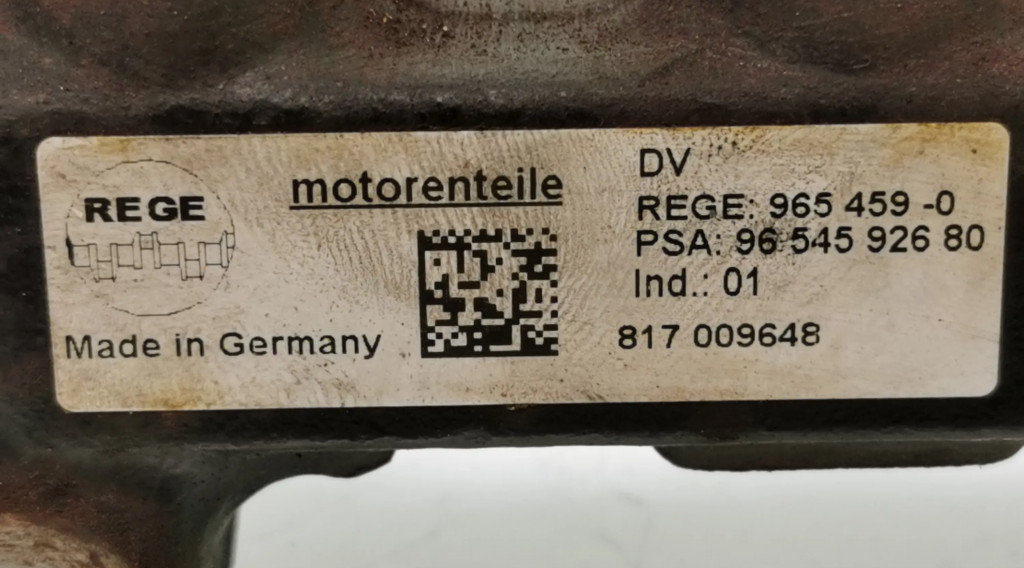 REGE
Made in Germany
motorenteile
DV
REGE: 965 459 -0
PSA: 96 545 926 80
Ind.: 01
817 009648